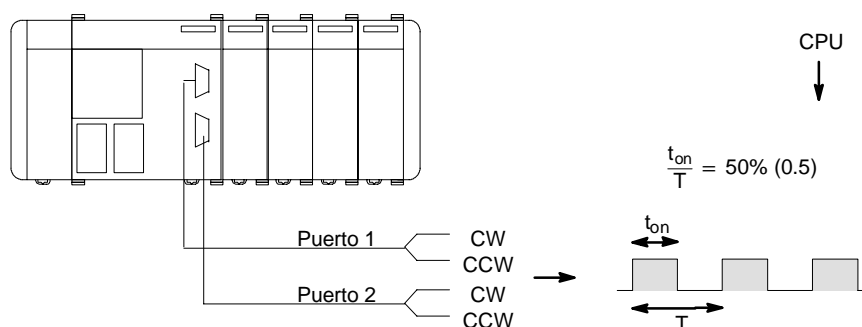 CPU
t_on
T = 50% (0.5)
t_on
Puerto 1
CW
CCW
Puerto 2
CW
CCW
T